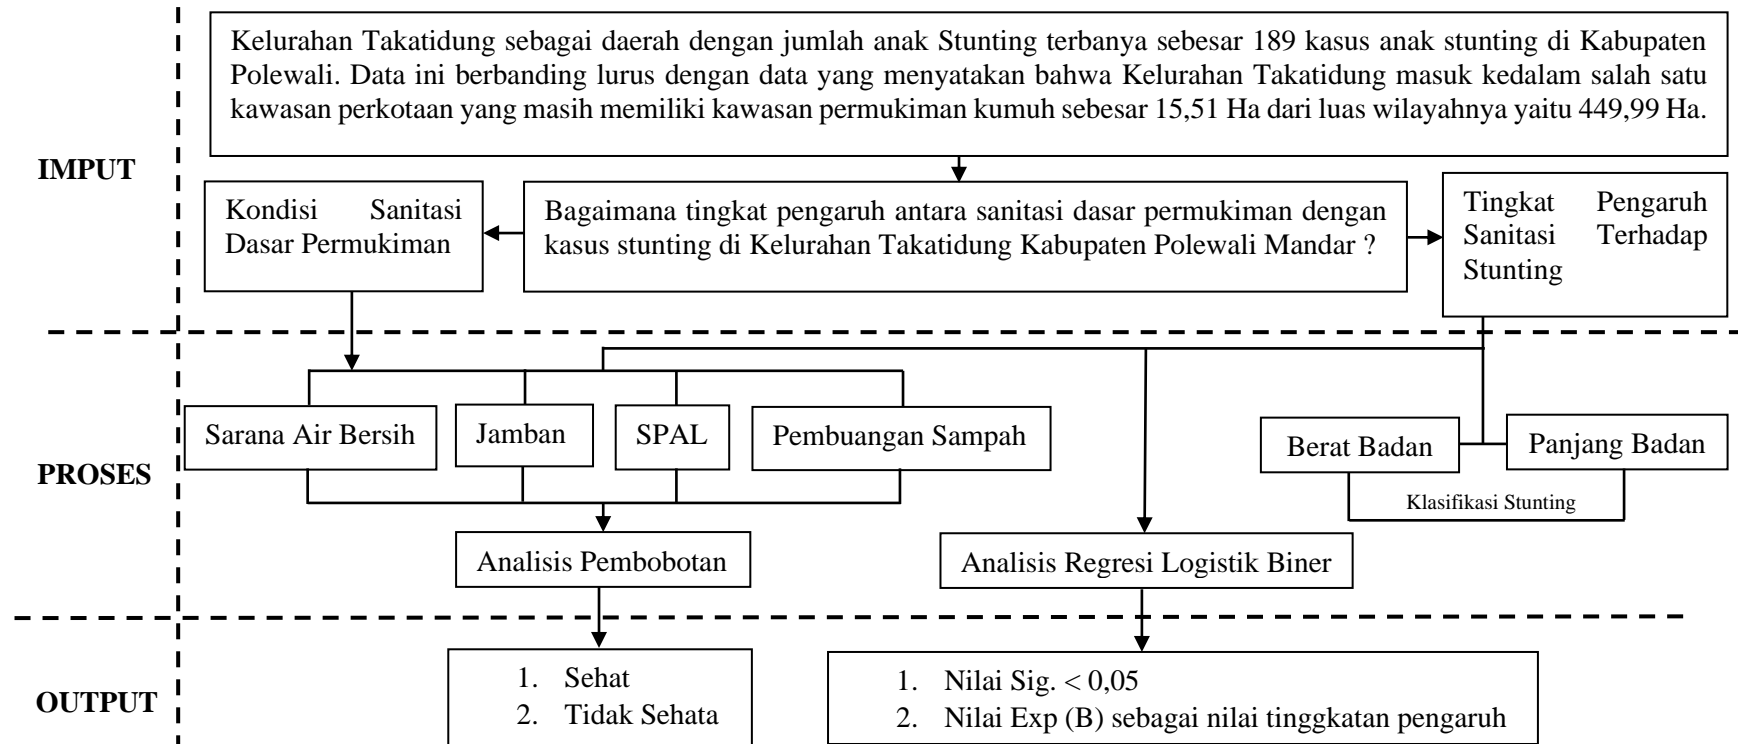 Kelurahan Takatidung sebagai daerah dengan jumlah anak Stunting terbanya sebesar 189 kasus anak stunting di Kabupaten
Polewali. Data ini berbanding lurus dengan data yang menyatakan bahwa Kelurahan Takatidung masuk kedalam salah satu
kawasan perkotaan yang masih memiliki kawasan permukiman kumuh sebesar 15,51 Ha dari luas wilayahnya yaitu 449,99 Ha.
IMPUT
Kondisi Sanitasi
Dasar Permukiman
Bagaimana tingkat pengaruh antara sanitasi dasar permukiman dengan
kasus stunting di Kelurahan Takatidung Kabupaten Polewali Mandar ?
Tingkat Pengaruh
Sanitasi Terhadap
Stunting
PROSES
Sarana Air Bersih
Jamban
SPAL
Pembuangan Sampah
Berat Badan
Panjang Badan
Klasifikasi Stunting
Analisis Pembobotan
Analisis Regresi Logistik Biner
OUTPUT
1. Sehat
2. Tidak Sehata
1. Nilai Sig. < 0,05
2. Nilai Exp (B) sebagai nilai tinggkatan pengaruh